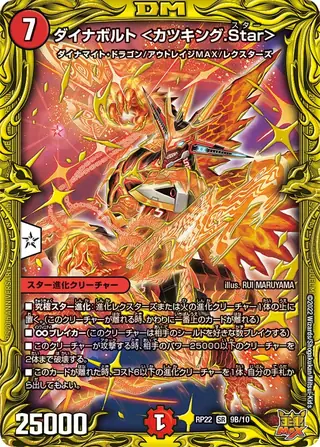 DM
7
ダイナボルト <カツキング.Star>
スター
ダイナマイト・ドラゴン/アウトレイジMAX/レクスターズ
illus. RUI MARUYAMA
スター進化クリーチャー
■究極スター進化:進化レクスターズまたは火の進化クリーチャー1体の上に
置く。(このクリーチャーが離れる時、かわりに一番上のカードが離れる)
■∞ブレイカー(このクリーチャーは相手のシールドを好きな数ブレイクする)
■このクリーチャーが攻撃する時、相手のパワー25000以下のクリーチャーを
2体まで破壊する。
■このカードが離れた時、コスト6以下の進化クリーチャーを1体、自分の手札か
ら出してもよい。
25000
1
RP22 SR 9B/10
MAX
©2022 Wizards/Shogakukan/Mitsui-Kids